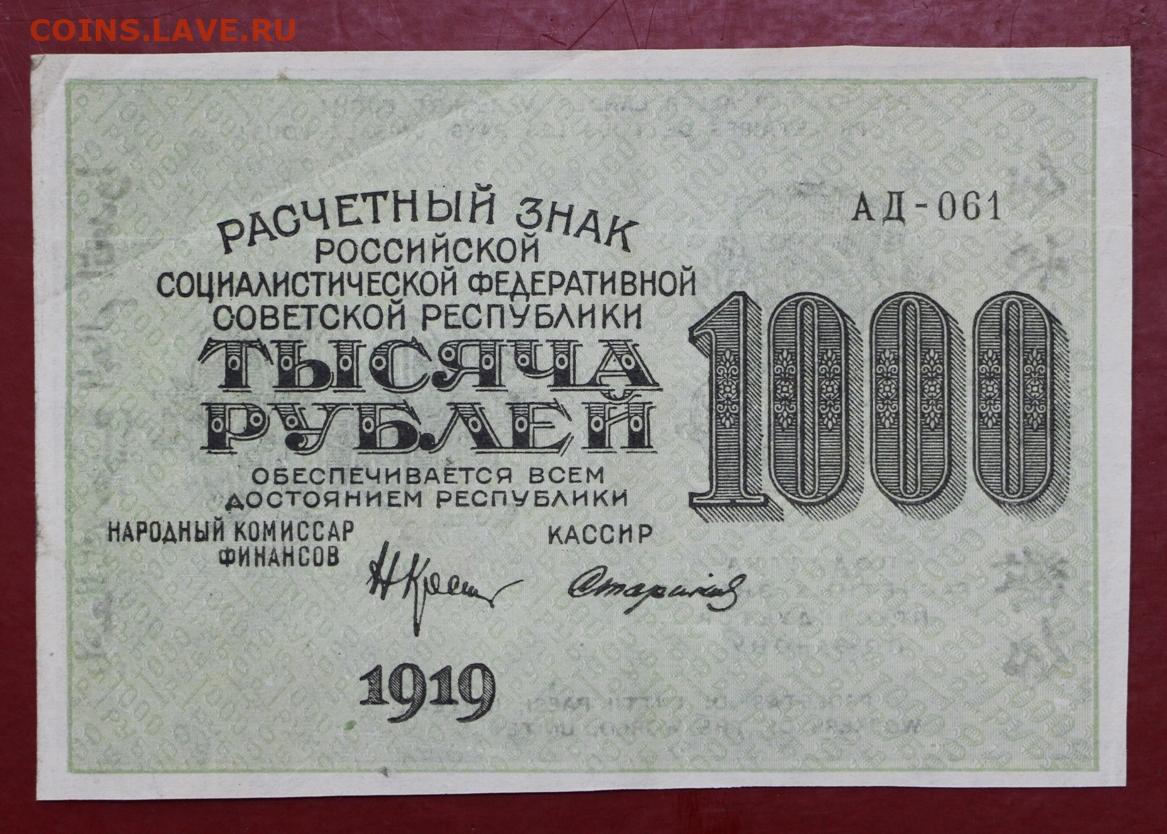 COINS.LAVE.RU
РАСЧЕТНЫЙ ЗНАК
АД-061
РОССИЙСКОЙ
СОЦИАЛИСТИЧЕСКОЙ ФЕДЕРАТИВНОЙ
СОВЕТСКОЙ РЕСПУБЛИКИ
ТЫСЯЧА
РУБЛЕЙ
1000
ОБЕСПЕЧИВАЕТСЯ ВСЕМ
ДОСТОЯНИЕМ РЕСПУБЛИКИ
НАРОДНЫЙ КОМИССАР
ФИНАНСОВ
КАССИР
1919